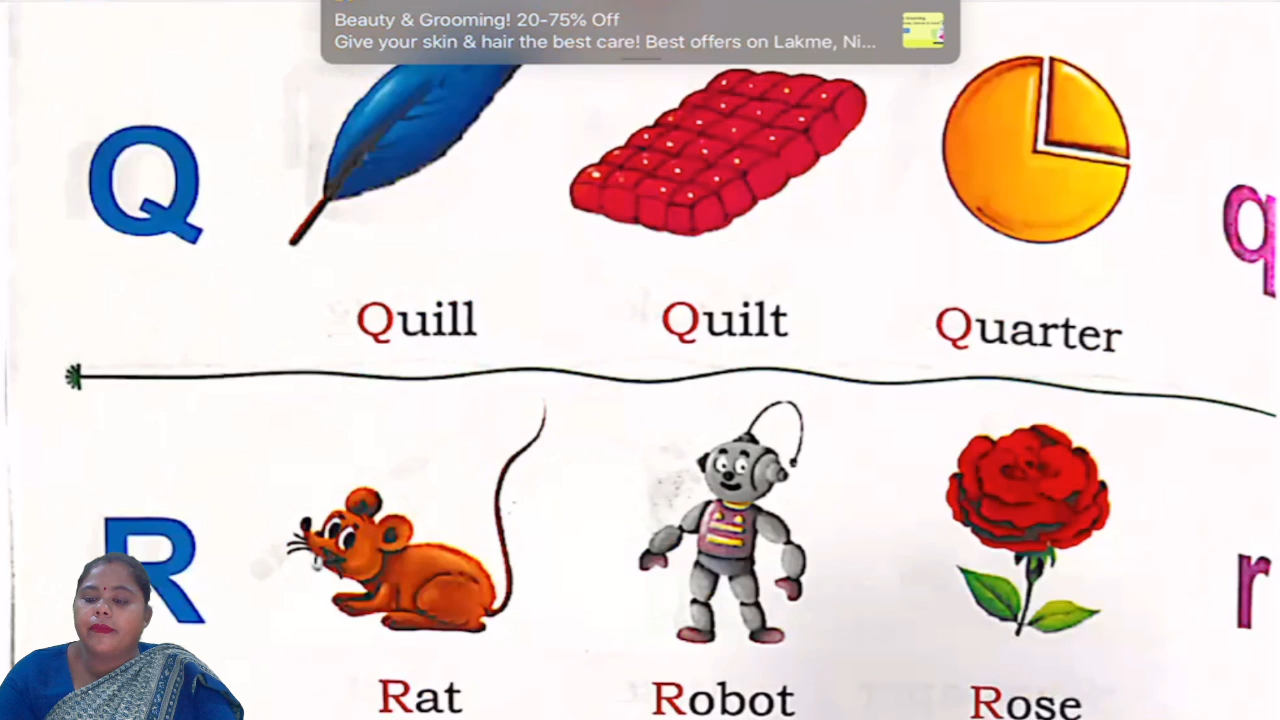 Beauty & Grooming! 20-75% Off
Give your skin & hair the best care! Best offers on Lakme, Ni...
Q
q
Quill Quilt Quarter
R
r
Rat Robot Rose